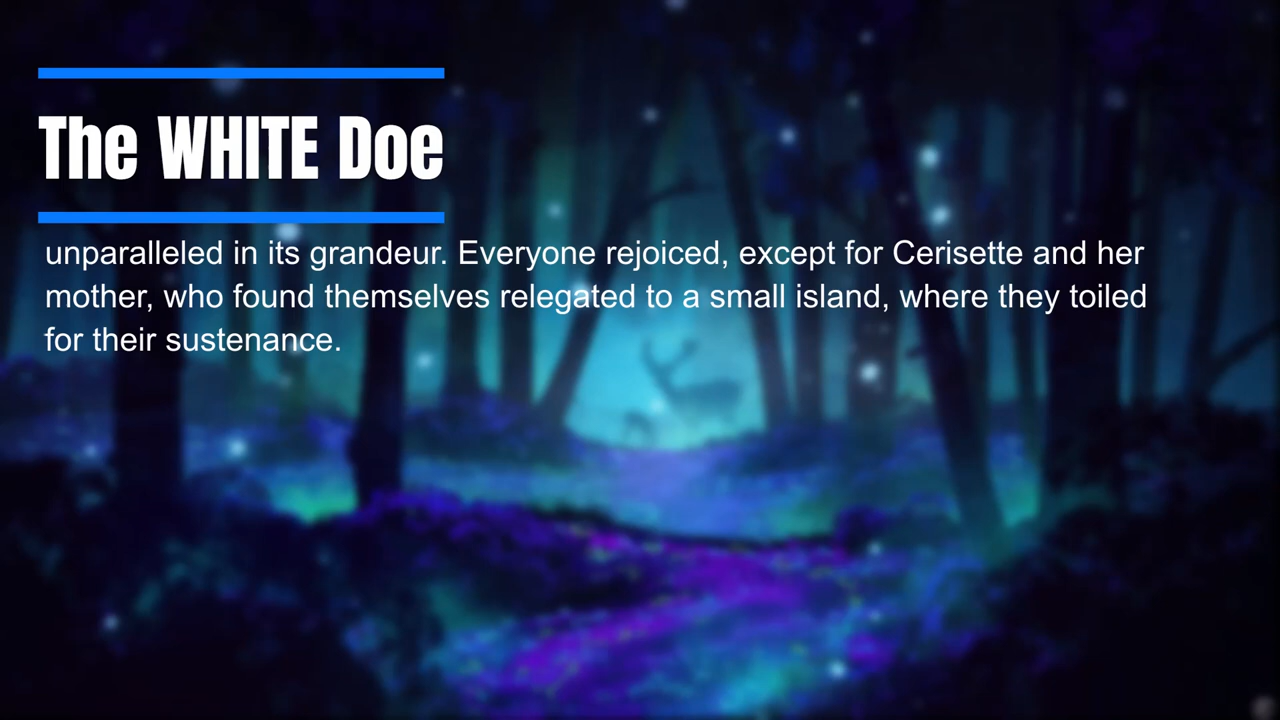 The WHITE Doe
unparalleled in its grandeur. Everyone rejoiced, except for Cerisette and her
mother, who found themselves relegated to a small island, where they toiled
for their sustenance.